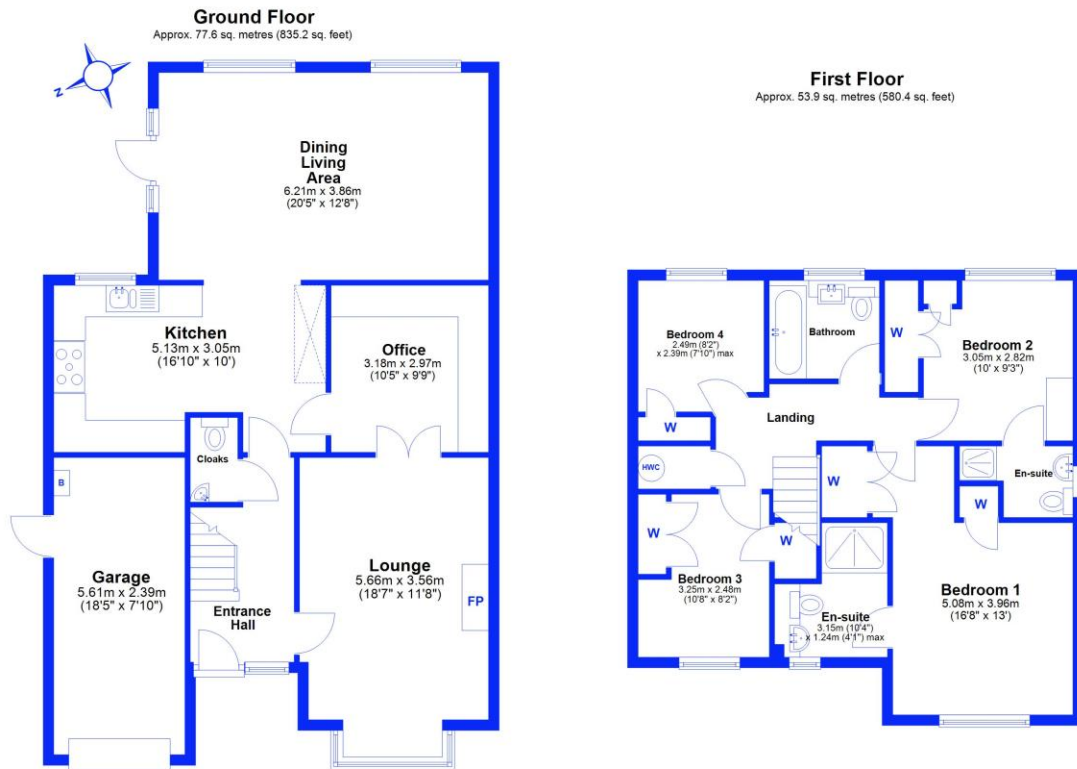 Ground Floor
Approx. 77.6 sq. metres (835.2 sq. feet)
N
Dining
Living
Area
6.21m x 3.86m
(20'5" x 12'8")
Kitchen
5.13m x 3.05m
(16'10" x 10')
Office
3.18m x 2.97m
(10'5" x 9'9")
Cloaks
B
Garage
5.61m x 2.39m
(18'5" x 7'10")
Entrance
Hall
Lounge
5.66m x 3.56m
(18'7" x 11'8")
FP
First Floor
Approx. 53.9 sq. metres (580.4 sq. feet)
Bedroom 4
2.49m (8'2")
x 2.39m (7'10") max
Bathroom
W
Bedroom 2
3.05m x 2.82m
(10' x 9'3")
W
Landing
HWC
W
En-suite
W
W
W
Bedroom 3
3.25m x 2.48m
(10'8" x 8'2")
En-suite
3.15m (10'4")
x 1.24m (4'1") max
Bedroom 1
5.08m x 3.96m
(16'8" x 13')